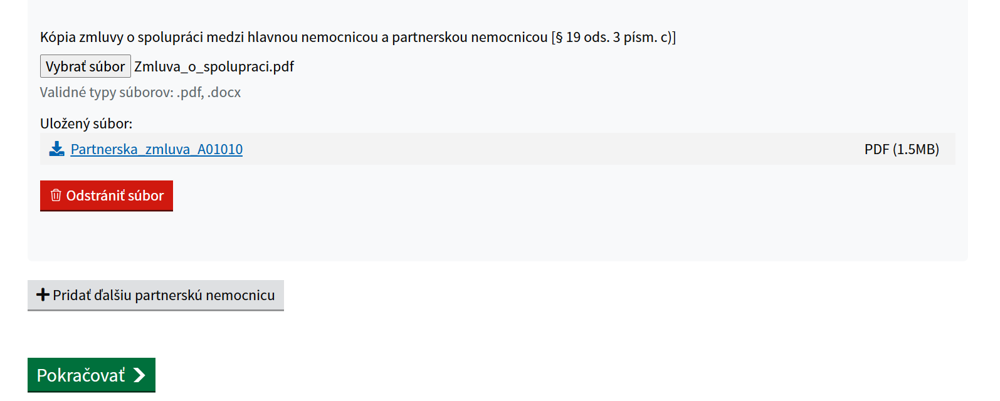 Kópia zmluvy o spolupráci medzi hlavnou nemocnicou a partnerskou nemocnicou [§ 19 ods. 3 písm. c)]
Vybrať súbor Zmluva_o_spolupraci.pdf
Validné typy súborov: .pdf, .docx
Uložený súbor:
Partnerska_zmluva_A01010 PDF (1.5MB)
Odstrániť súbor
Pridať ďalšiu partnerskú nemocnicu
Pokračovať